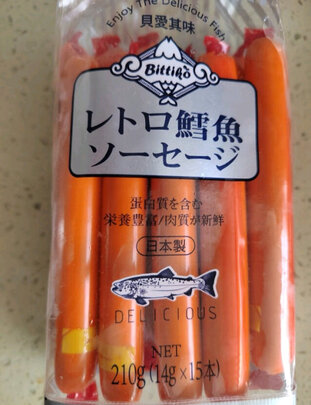 Enjoy The Delicious Fish
貝愛其味
Bittiko
レトロ鱈魚
ソーセージ
蛋白質を含む
栄養豊富/肉質が新鮮
日本製
DELICIOUS
NET
210g (14g×15本)